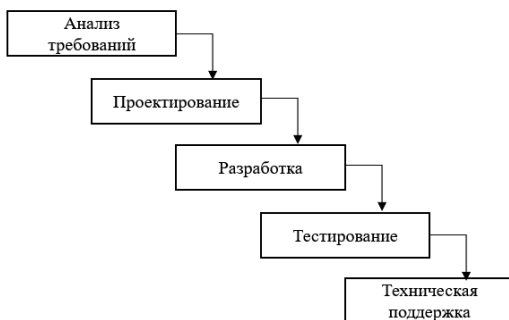 Анализ
требований
Проектирование
Разработка
Тестирование
Техническая
поддержка